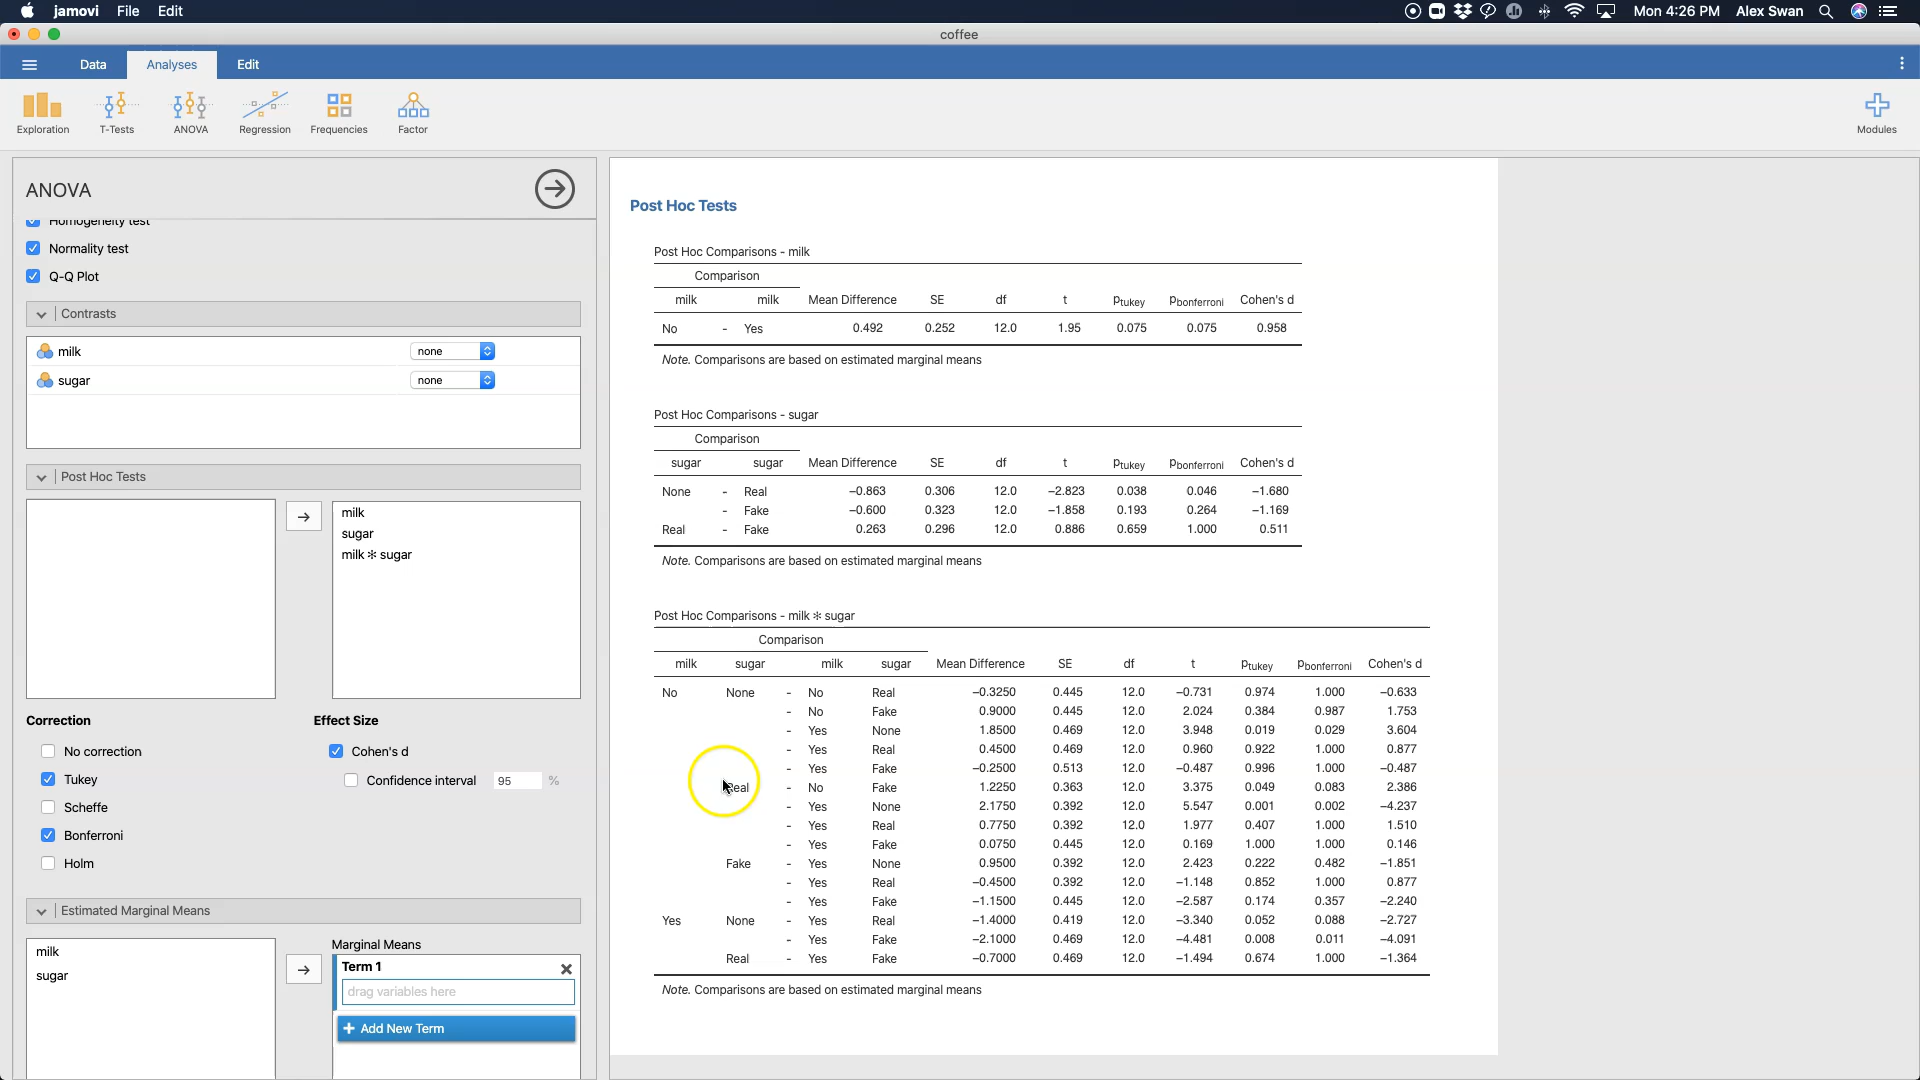 jamovi File Edit Mon 4:26 PM Alex Swan
coffee
Data Analyses Edit
Exploration T-Tests ANOVA Regression Frequencies Factor Modules
ANOVA
Homogeneity test
Normality test
Q-Q Plot
Contrasts
milk none
sugar none
Post Hoc Tests
milk
sugar
milk ✻ sugar
Correction Effect Size
No correction Cohen's d
Tukey Confidence interval 95 %
Scheffe
Bonferroni
Holm
Estimated Marginal Means
milk
sugar
Marginal Means
Term 1
drag variables here
Add New Term
Post Hoc Tests
Post Hoc Comparisons - milk
Comparison
milk milk Mean Difference SE df t ptukey pbonferroni Cohen's d
No - Yes 0.492 0.252 12.0 1.95 0.075 0.075 0.958
Note. Comparisons are based on estimated marginal means
Post Hoc Comparisons - sugar
Comparison
sugar sugar Mean Difference SE df t ptukey pbonferroni Cohen's d
None - Real −0.863 0.306 12.0 −2.823 0.038 0.046 −1.680
- Fake −0.600 0.323 12.0 −1.858 0.193 0.264 −1.169
Real - Fake 0.263 0.296 12.0 0.886 0.659 1.000 0.511
Note. Comparisons are based on estimated marginal means
Post Hoc Comparisons - milk ✻ sugar
Comparison
milk sugar milk sugar Mean Difference SE df t ptukey pbonferroni Cohen's d
No None - No Real −0.3250 0.445 12.0 −0.731 0.974 1.000 −0.633
- No Fake 0.9000 0.445 12.0 2.024 0.384 0.987 1.753
- Yes None 1.8500 0.469 12.0 3.948 0.019 0.029 3.604
- Yes Real 0.4500 0.469 12.0 0.960 0.922 1.000 0.877
- Yes Fake −0.2500 0.513 12.0 −0.487 0.996 1.000 −0.487
Real - No Fake 1.2250 0.363 12.0 3.375 0.049 0.083 2.386
- Yes None 2.1750 0.392 12.0 5.547 0.001 0.002 −4.237
- Yes Real 0.7750 0.392 12.0 1.977 0.407 1.000 1.510
- Yes Fake 0.0750 0.445 12.0 0.169 1.000 1.000 0.146
Fake - Yes None 0.9500 0.392 12.0 2.423 0.222 0.482 −1.851
- Yes Real −0.4500 0.392 12.0 −1.148 0.852 1.000 0.877
- Yes Fake −1.1500 0.445 12.0 −2.587 0.174 0.357 −2.240
Yes None - Yes Real −1.4000 0.419 12.0 −3.340 0.052 0.088 −2.727
- Yes Fake −2.1000 0.469 12.0 −4.481 0.008 0.011 −4.091
Real - Yes Fake −0.7000 0.469 12.0 −1.494 0.674 1.000 −1.364
Note. Comparisons are based on estimated marginal means